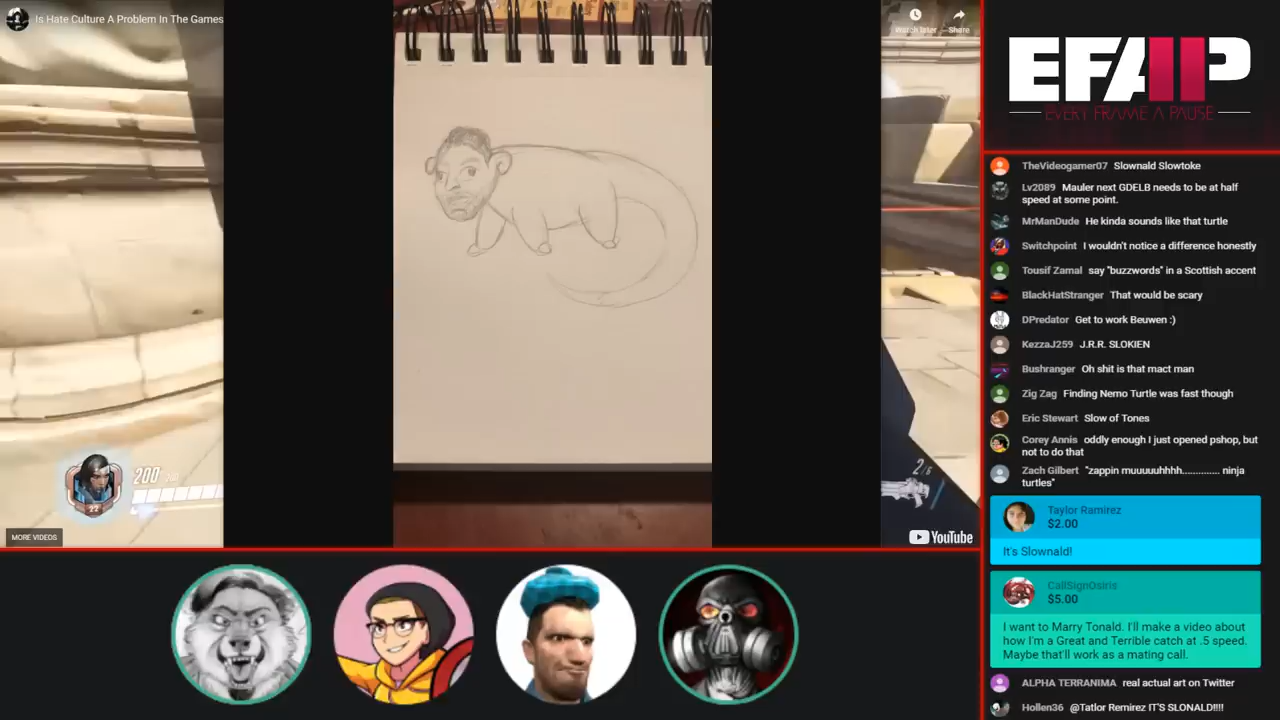 Is Hate Culture A Problem In The Games
Watch later
Share
EFAP
EVERY FRAME A PAUSE
TheVideogamer07 Slownald Slowtoke
Lv2089 Mauler next GDELB needs to be at half
speed at some point.
MrManDude He kinda sounds like that turtle
Switchpoint I wouldn't notice a difference honestly
Tousif Zamal say "buzzwords" in a Scottish accent
BlackHatStranger That would be scary
DPredator Get to work Beuwen :)
KezzaJ259 J.R.R. SLOKIEN
Bushranger Oh shit is that mact man
Zig Zag Finding Nemo Turtle was fast though
Eric Stewart Slow of Tones
Corey Annis oddly enough I just opened pshop, but
not to do that
Zach Gilbert "zappin muuuuuhhhh.............. ninja
turtles"
Taylor Ramirez
$2.00
It's Slownald!
CallSignOsiris
$5.00
I want to Marry Tonald. I'll make a video about
how I'm a Great and Terrible catch at .5 speed.
Maybe that'll work as a mating call.
ALPHA TERRANIMA real actual art on Twitter
Hollen36 @Tatlor Remirez IT'S SLONALD!!!!
200
22
2/6
MORE VIDEOS
YouTube